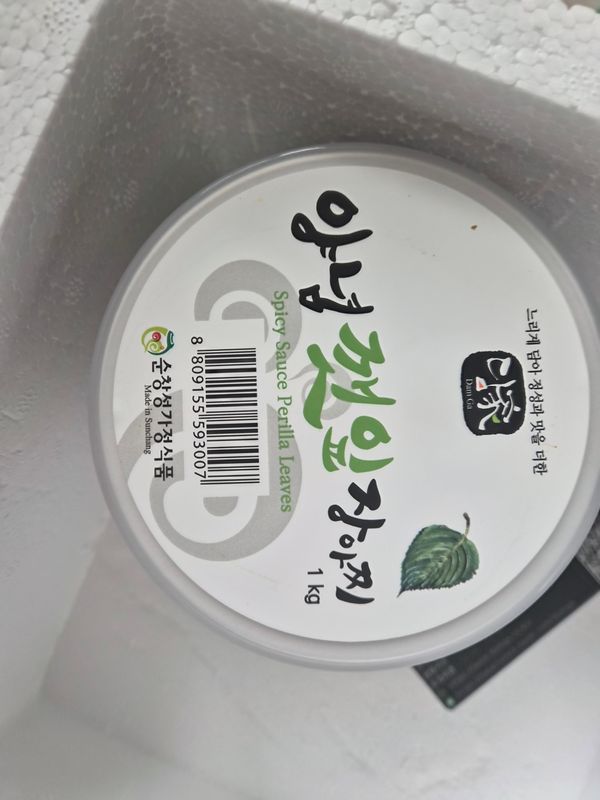 느리게 담아 정성과 맛을 더한
담家
Dam Ga
양념 깻잎 장아찌
1 kg
Spicy Sauce Perilla Leaves
8 809155 593007
순창성가정식품
Made in Sunchang